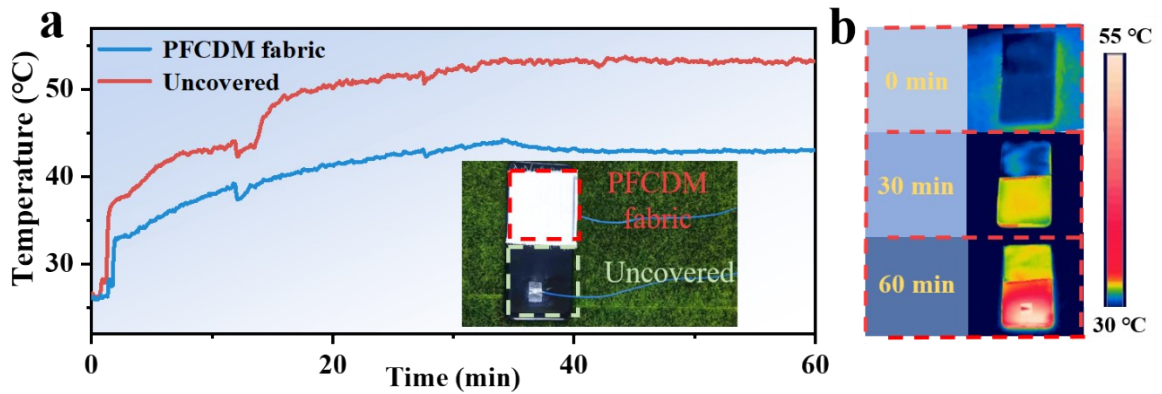 a
PFCDM fabric
Uncovered
Temperature (℃)
50
40
30
0
20
40
60
Time (min)
PFCDM
fabric
Uncovered
b
0 min
30 min
60 min
55 ℃
30 ℃